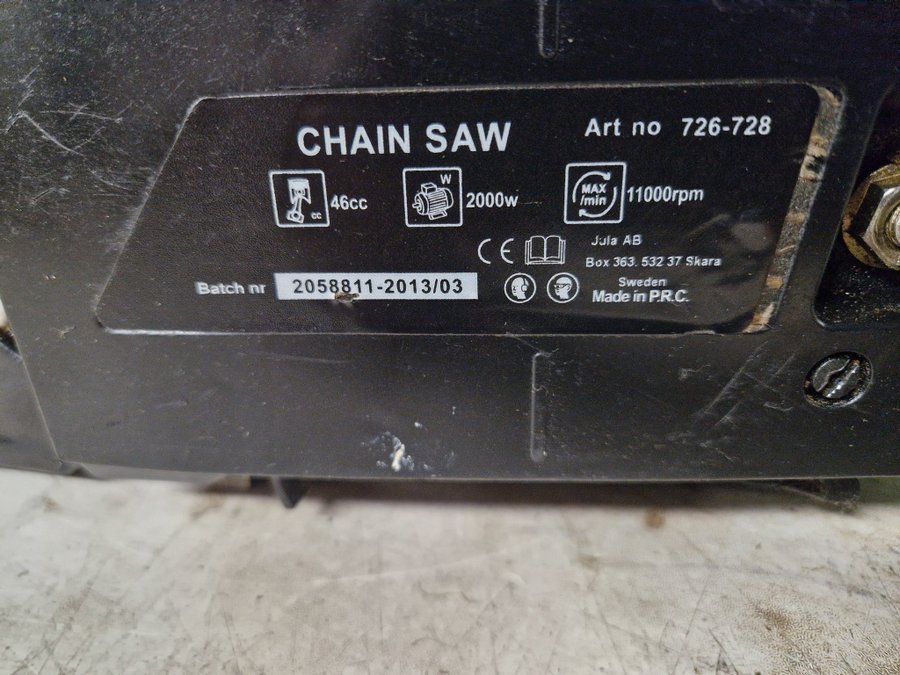 CHAIN SAW
Art no 726-728
cc
46cc
W
2000w
MAX
/min
11000rpm
CE
Jula AB
Box 363. 532 37 Skara
Sweden
Made in P.R.C.
Batch nr 2058811-2013/03